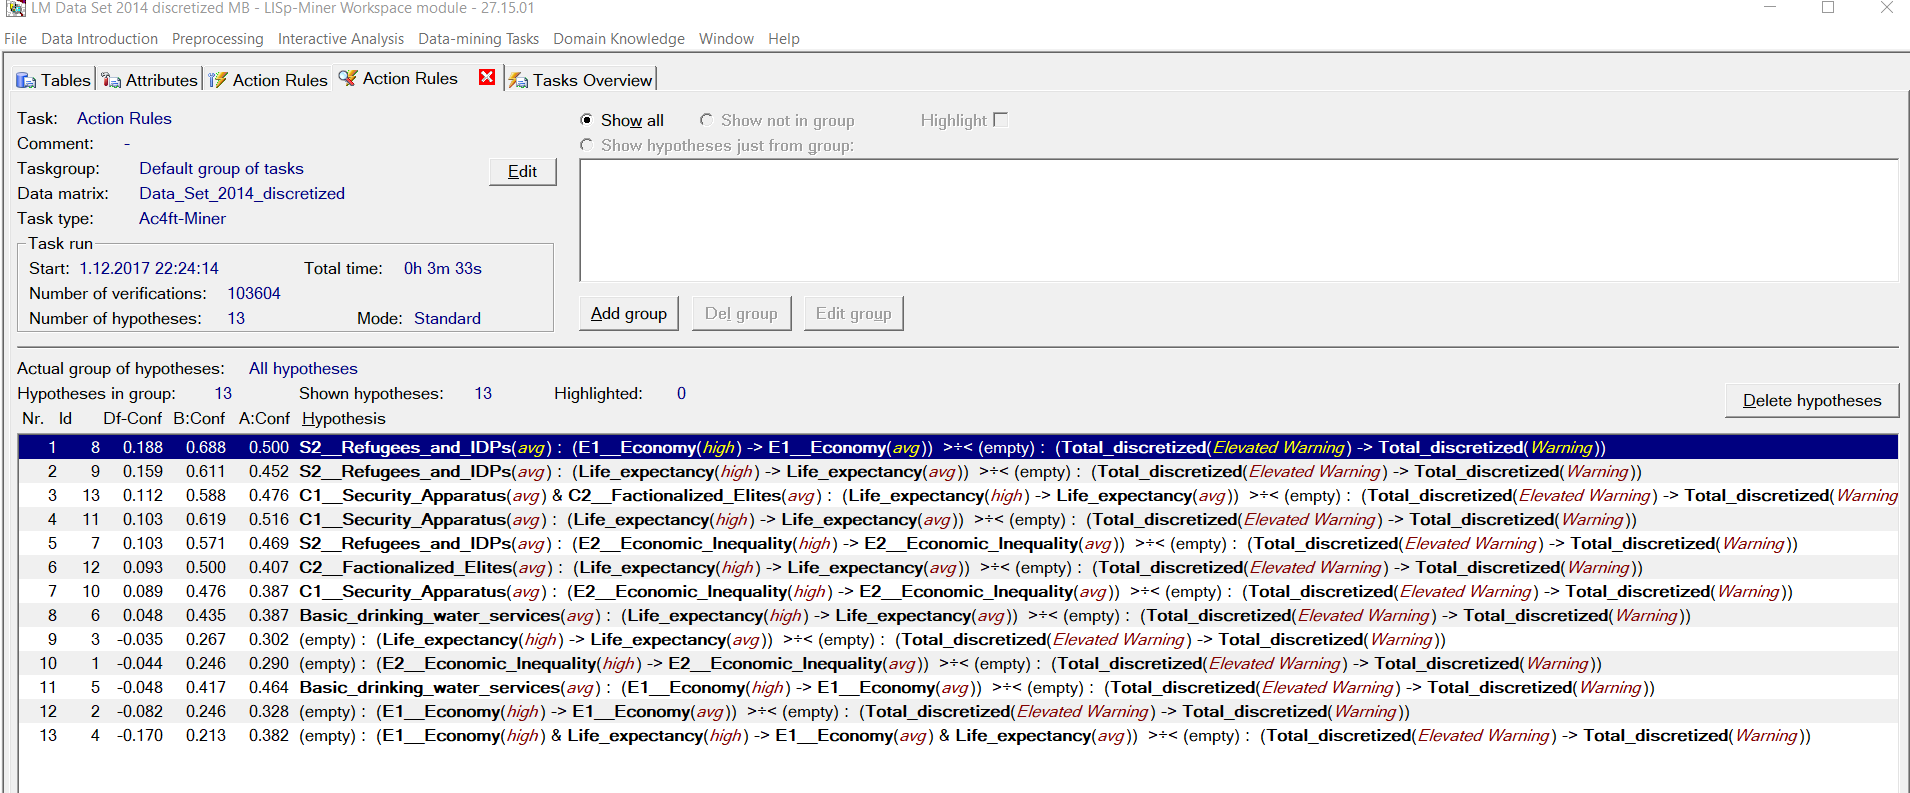 LM Data Set 2014 discretized MB - LISp-Miner Workspace module - 27.15.01
File Data Introduction Preprocessing Interactive Analysis Data-mining Tasks Domain Knowledge Window Help
Tables Attributes Action Rules Action Rules Tasks Overview
Task: Action Rules
Comment: -
Taskgroup: Default group of tasks
Data matrix: Data_Set_2014_discretized
Task type: Ac4ft-Miner
Edit
Task run
Start: 1.12.2017 22:24:14 Total time: 0h 3m 33s
Number of verifications: 103604
Number of hypotheses: 13 Mode: Standard
Show all Show not in group Highlight
Show hypotheses just from group:
Add group Del group Edit group
Actual group of hypotheses: All hypotheses
Hypotheses in group: 13 Shown hypotheses: 13 Highlighted: 0
Delete hypotheses
Nr. Id Df-Conf B:Conf A:Conf Hypothesis
1 8 0.188 0.688 0.500 S2__Refugees_and_IDPs(avg) : (E1__Economy(high) -> E1__Economy(avg)) >÷< (empty) : (Total_discretized(Elevated Warning) -> Total_discretized(Warning))
2 9 0.159 0.611 0.452 S2__Refugees_and_IDPs(avg) : (Life_expectancy(high) -> Life_expectancy(avg)) >÷< (empty) : (Total_discretized(Elevated Warning) -> Total_discretized(Warning))
3 13 0.112 0.588 0.476 C1__Security_Apparatus(avg) & C2__Factionalized_Elites(avg) : (Life_expectancy(high) -> Life_expectancy(avg)) >÷< (empty) : (Total_discretized(Elevated Warning) -> Total_discretized(Warning
4 11 0.103 0.619 0.516 C1__Security_Apparatus(avg) : (Life_expectancy(high) -> Life_expectancy(avg)) >÷< (empty) : (Total_discretized(Elevated Warning) -> Total_discretized(Warning))
5 7 0.103 0.571 0.469 S2__Refugees_and_IDPs(avg) : (E2__Economic_Inequality(high) -> E2__Economic_Inequality(avg)) >÷< (empty) : (Total_discretized(Elevated Warning) -> Total_discretized(Warning))
6 12 0.093 0.500 0.407 C2__Factionalized_Elites(avg) : (Life_expectancy(high) -> Life_expectancy(avg)) >÷< (empty) : (Total_discretized(Elevated Warning) -> Total_discretized(Warning))
7 10 0.089 0.476 0.387 C1__Security_Apparatus(avg) : (E2__Economic_Inequality(high) -> E2__Economic_Inequality(avg)) >÷< (empty) : (Total_discretized(Elevated Warning) -> Total_discretized(Warning))
8 6 0.048 0.435 0.387 Basic_drinking_water_services(avg) : (Life_expectancy(high) -> Life_expectancy(avg)) >÷< (empty) : (Total_discretized(Elevated Warning) -> Total_discretized(Warning))
9 3 -0.035 0.267 0.302 (empty) : (Life_expectancy(high) -> Life_expectancy(avg)) >÷< (empty) : (Total_discretized(Elevated Warning) -> Total_discretized(Warning))
10 1 -0.044 0.246 0.290 (empty) : (E2__Economic_Inequality(high) -> E2__Economic_Inequality(avg)) >÷< (empty) : (Total_discretized(Elevated Warning) -> Total_discretized(Warning))
11 5 -0.048 0.417 0.464 Basic_drinking_water_services(avg) : (E1__Economy(high) -> E1__Economy(avg)) >÷< (empty) : (Total_discretized(Elevated Warning) -> Total_discretized(Warning))
12 2 -0.082 0.246 0.328 (empty) : (E1__Economy(high) -> E1__Economy(avg)) >÷< (empty) : (Total_discretized(Elevated Warning) -> Total_discretized(Warning))
13 4 -0.170 0.213 0.382 (empty) : (E1__Economy(high) & Life_expectancy(high) -> E1__Economy(avg) & Life_expectancy(avg)) >÷< (empty) : (Total_discretized(Elevated Warning) -> Total_discretized(Warning))